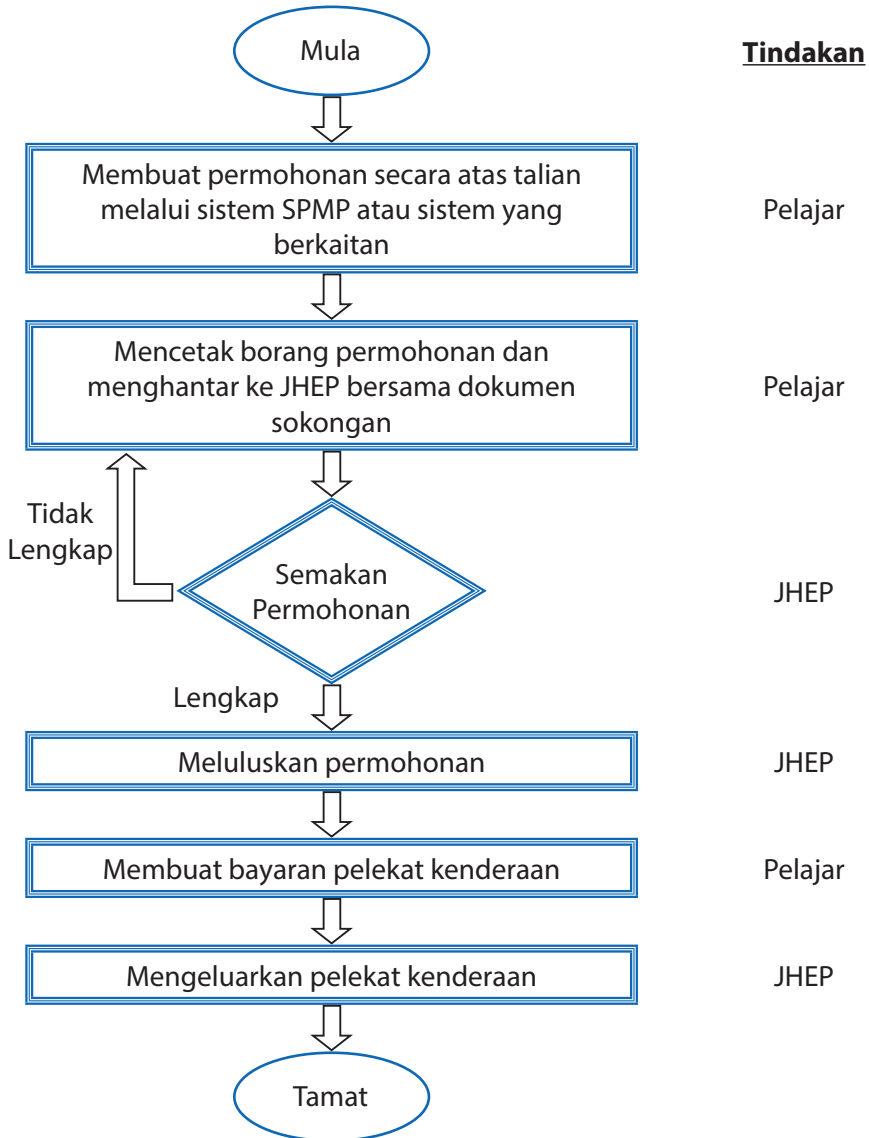 Mula
Tindakan
Membuat permohonan secara atas talian
melalui sistem SPMP atau sistem yang
berkaitan
Pelajar
Mencetak borang permohonan dan
menghantar ke JHEP bersama dokumen
sokongan
Pelajar
Tidak
Lengkap
Semakan
Permohonan
JHEP
Lengkap
Meluluskan permohonan
JHEP
Membuat bayaran pelekat kenderaan
Pelajar
Mengeluarkan pelekat kenderaan
JHEP
Tamat